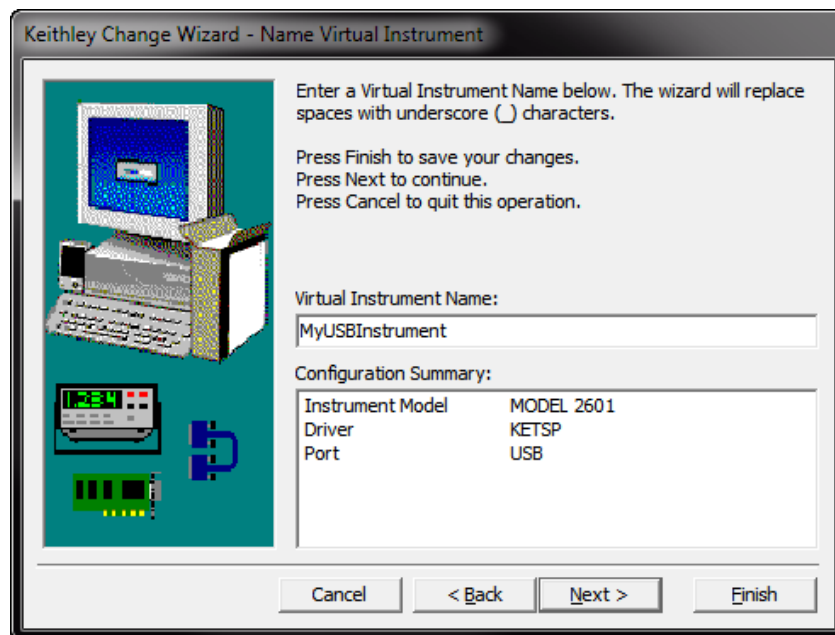 Keithley Change Wizard - Name Virtual Instrument
Enter a Virtual Instrument Name below. The wizard will replace
spaces with underscore (_) characters.
Press Finish to save your changes.
Press Next to continue.
Press Cancel to quit this operation.
Virtual Instrument Name:
MyUSBInstrument
Configuration Summary:
Instrument Model MODEL 2601
Driver KETSP
Port USB
1.234
Cancel < Back Next > Finish